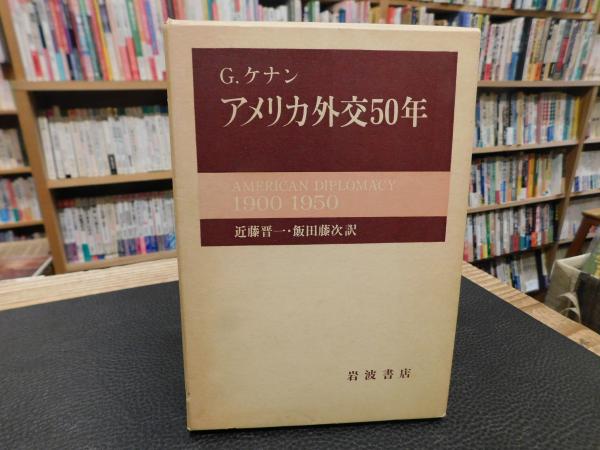 G.ケナン
アメリカ外交50年
AMERICAN DIPLOMACY
1900 1950
近藤晋一・飯田藤次訳
岩波書店